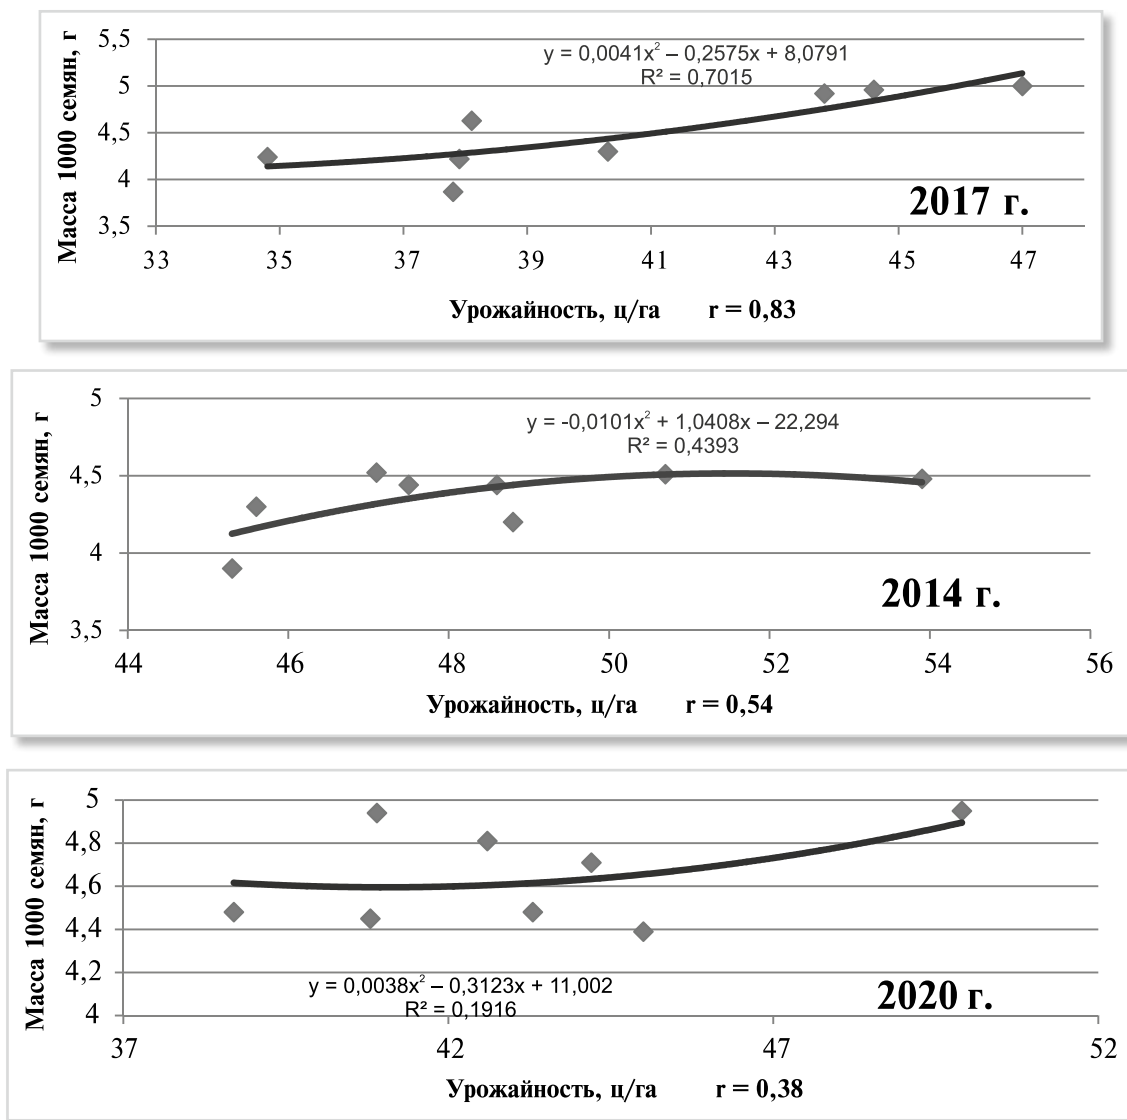 Масса 1000 семян, г
5,5
5
4,5
4
3,5
y = 0,0041x² – 0,2575x + 8,0791
R² = 0,7015
2017 г.
33 35 37 39 41 43 45 47
Урожайность, ц/га r = 0,83
Масса 1000 семян, г
5
4,5
4
3,5
y = -0,0101x² + 1,0408x – 22,294
R² = 0,4393
2014 г.
44 46 48 50 52 54 56
Урожайность, ц/га r = 0,54
Масса 1000 семян, г
5
4,8
4,6
4,4
4,2
4
y = 0,0038x² – 0,3123x + 11,002
R² = 0,1916
2020 г.
37 42 47 52
Урожайность, ц/га r = 0,38